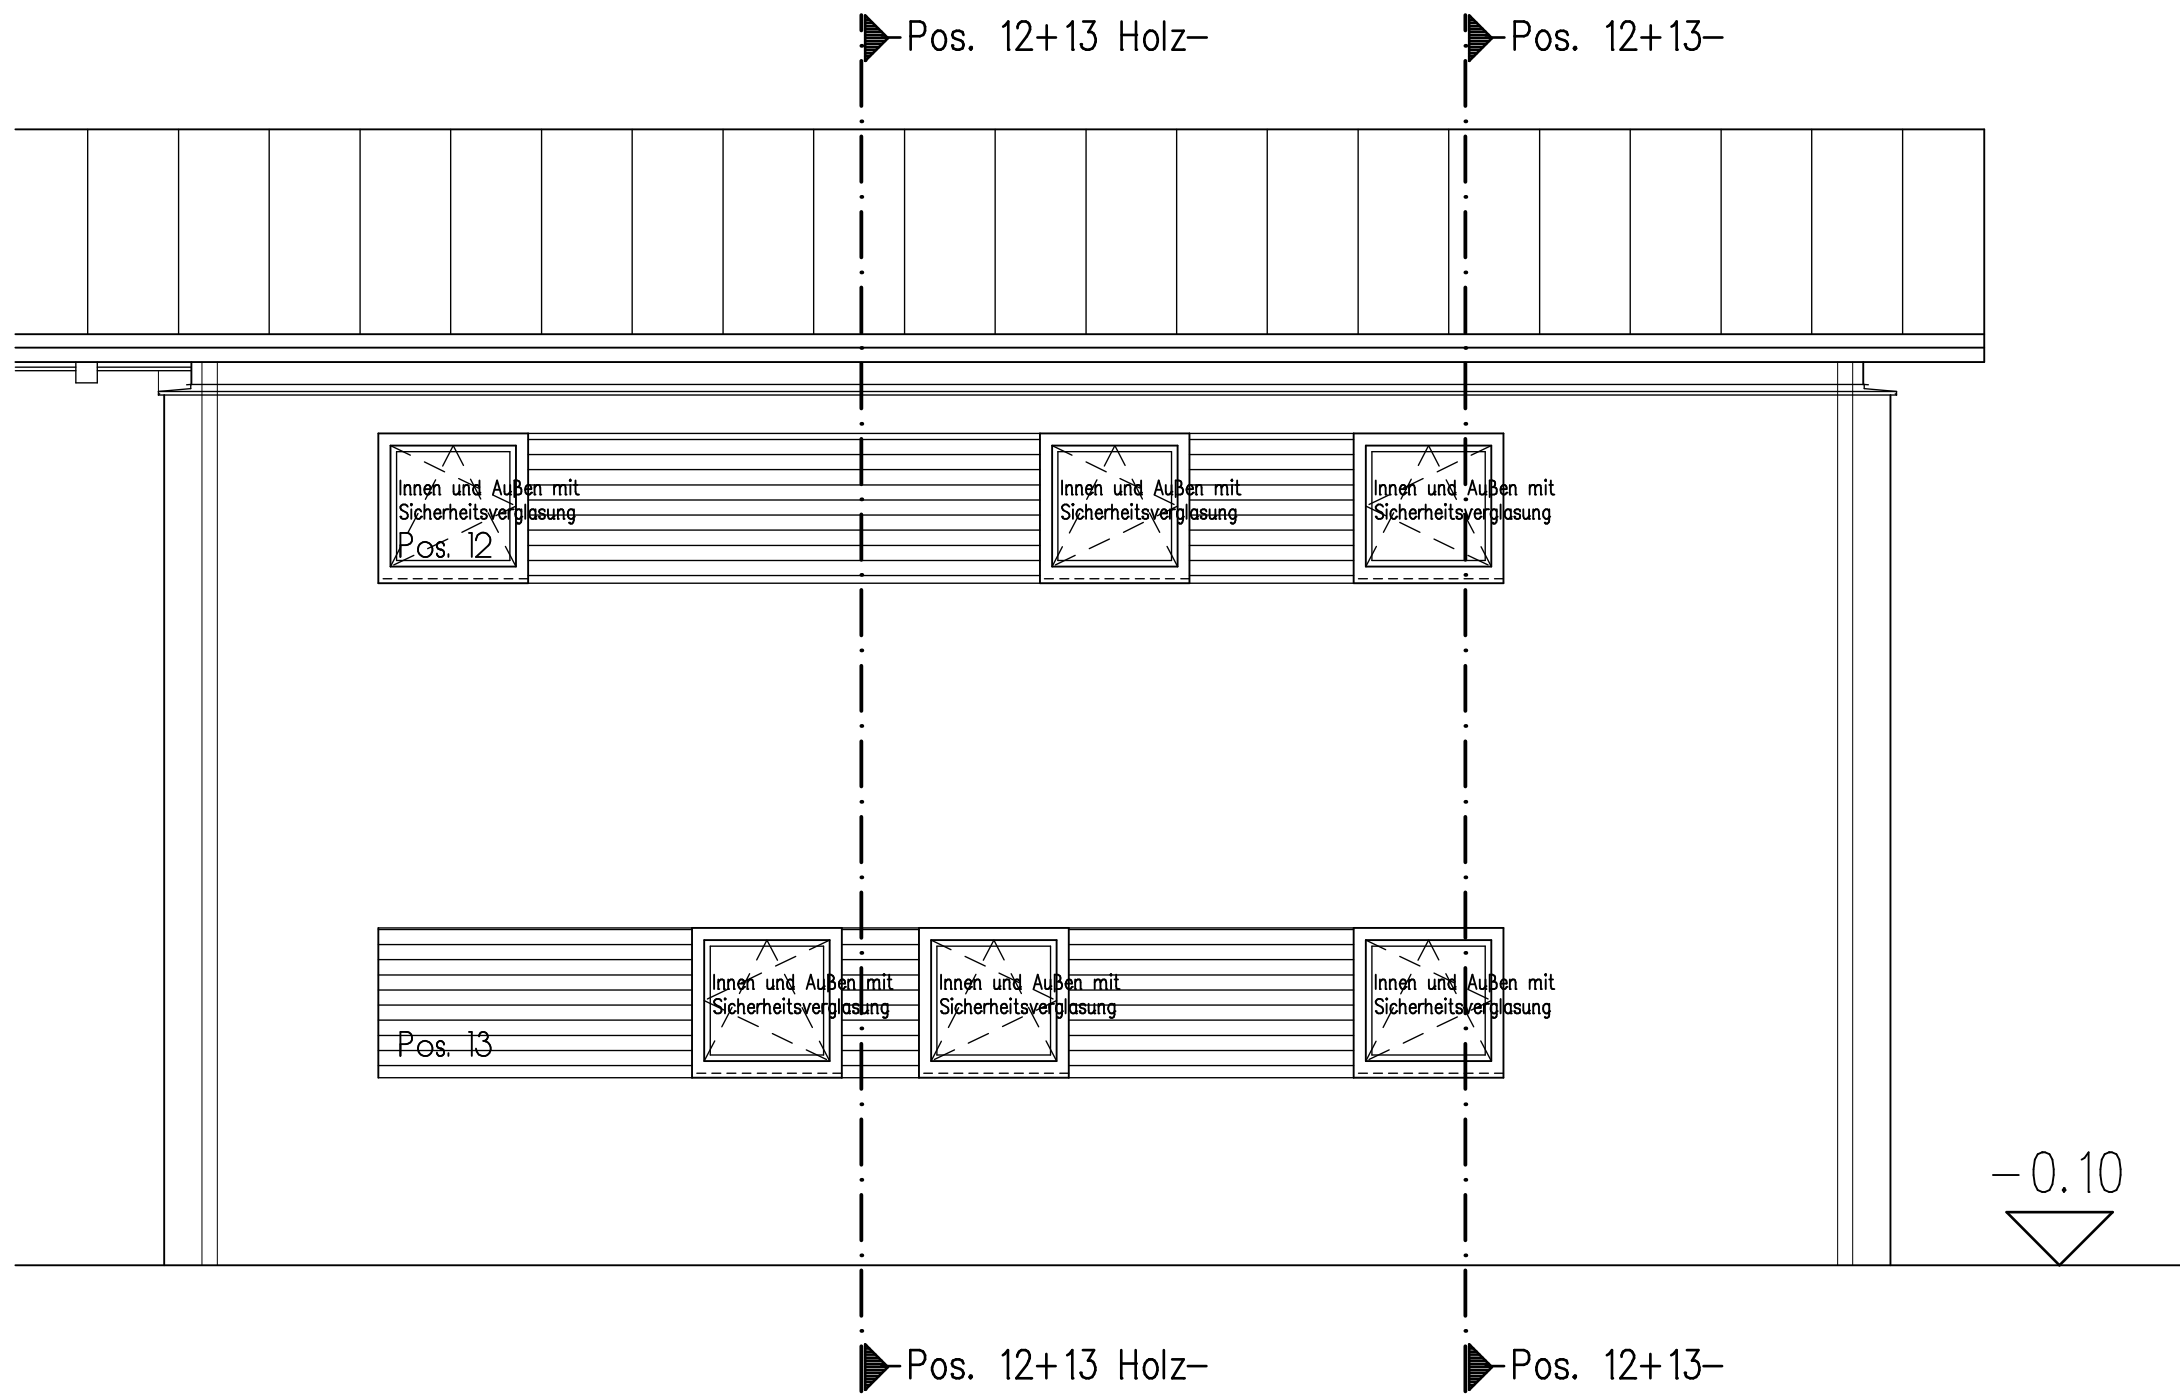 Pos. 12+13 Holz-
Pos. 12+13-
Innen und Außen mit
Sicherheitsverglasung
Pos. 12
Innen und Außen mit
Sicherheitsverglasung
Innen und Außen mit
Sicherheitsverglasung
Innen und Außen mit
Sicherheitsverglasung
Innen und Außen mit
Sicherheitsverglasung
Innen und Außen mit
Sicherheitsverglasung
Pos. 13
-0.10
Pos. 12+13 Holz-
Pos. 12+13-